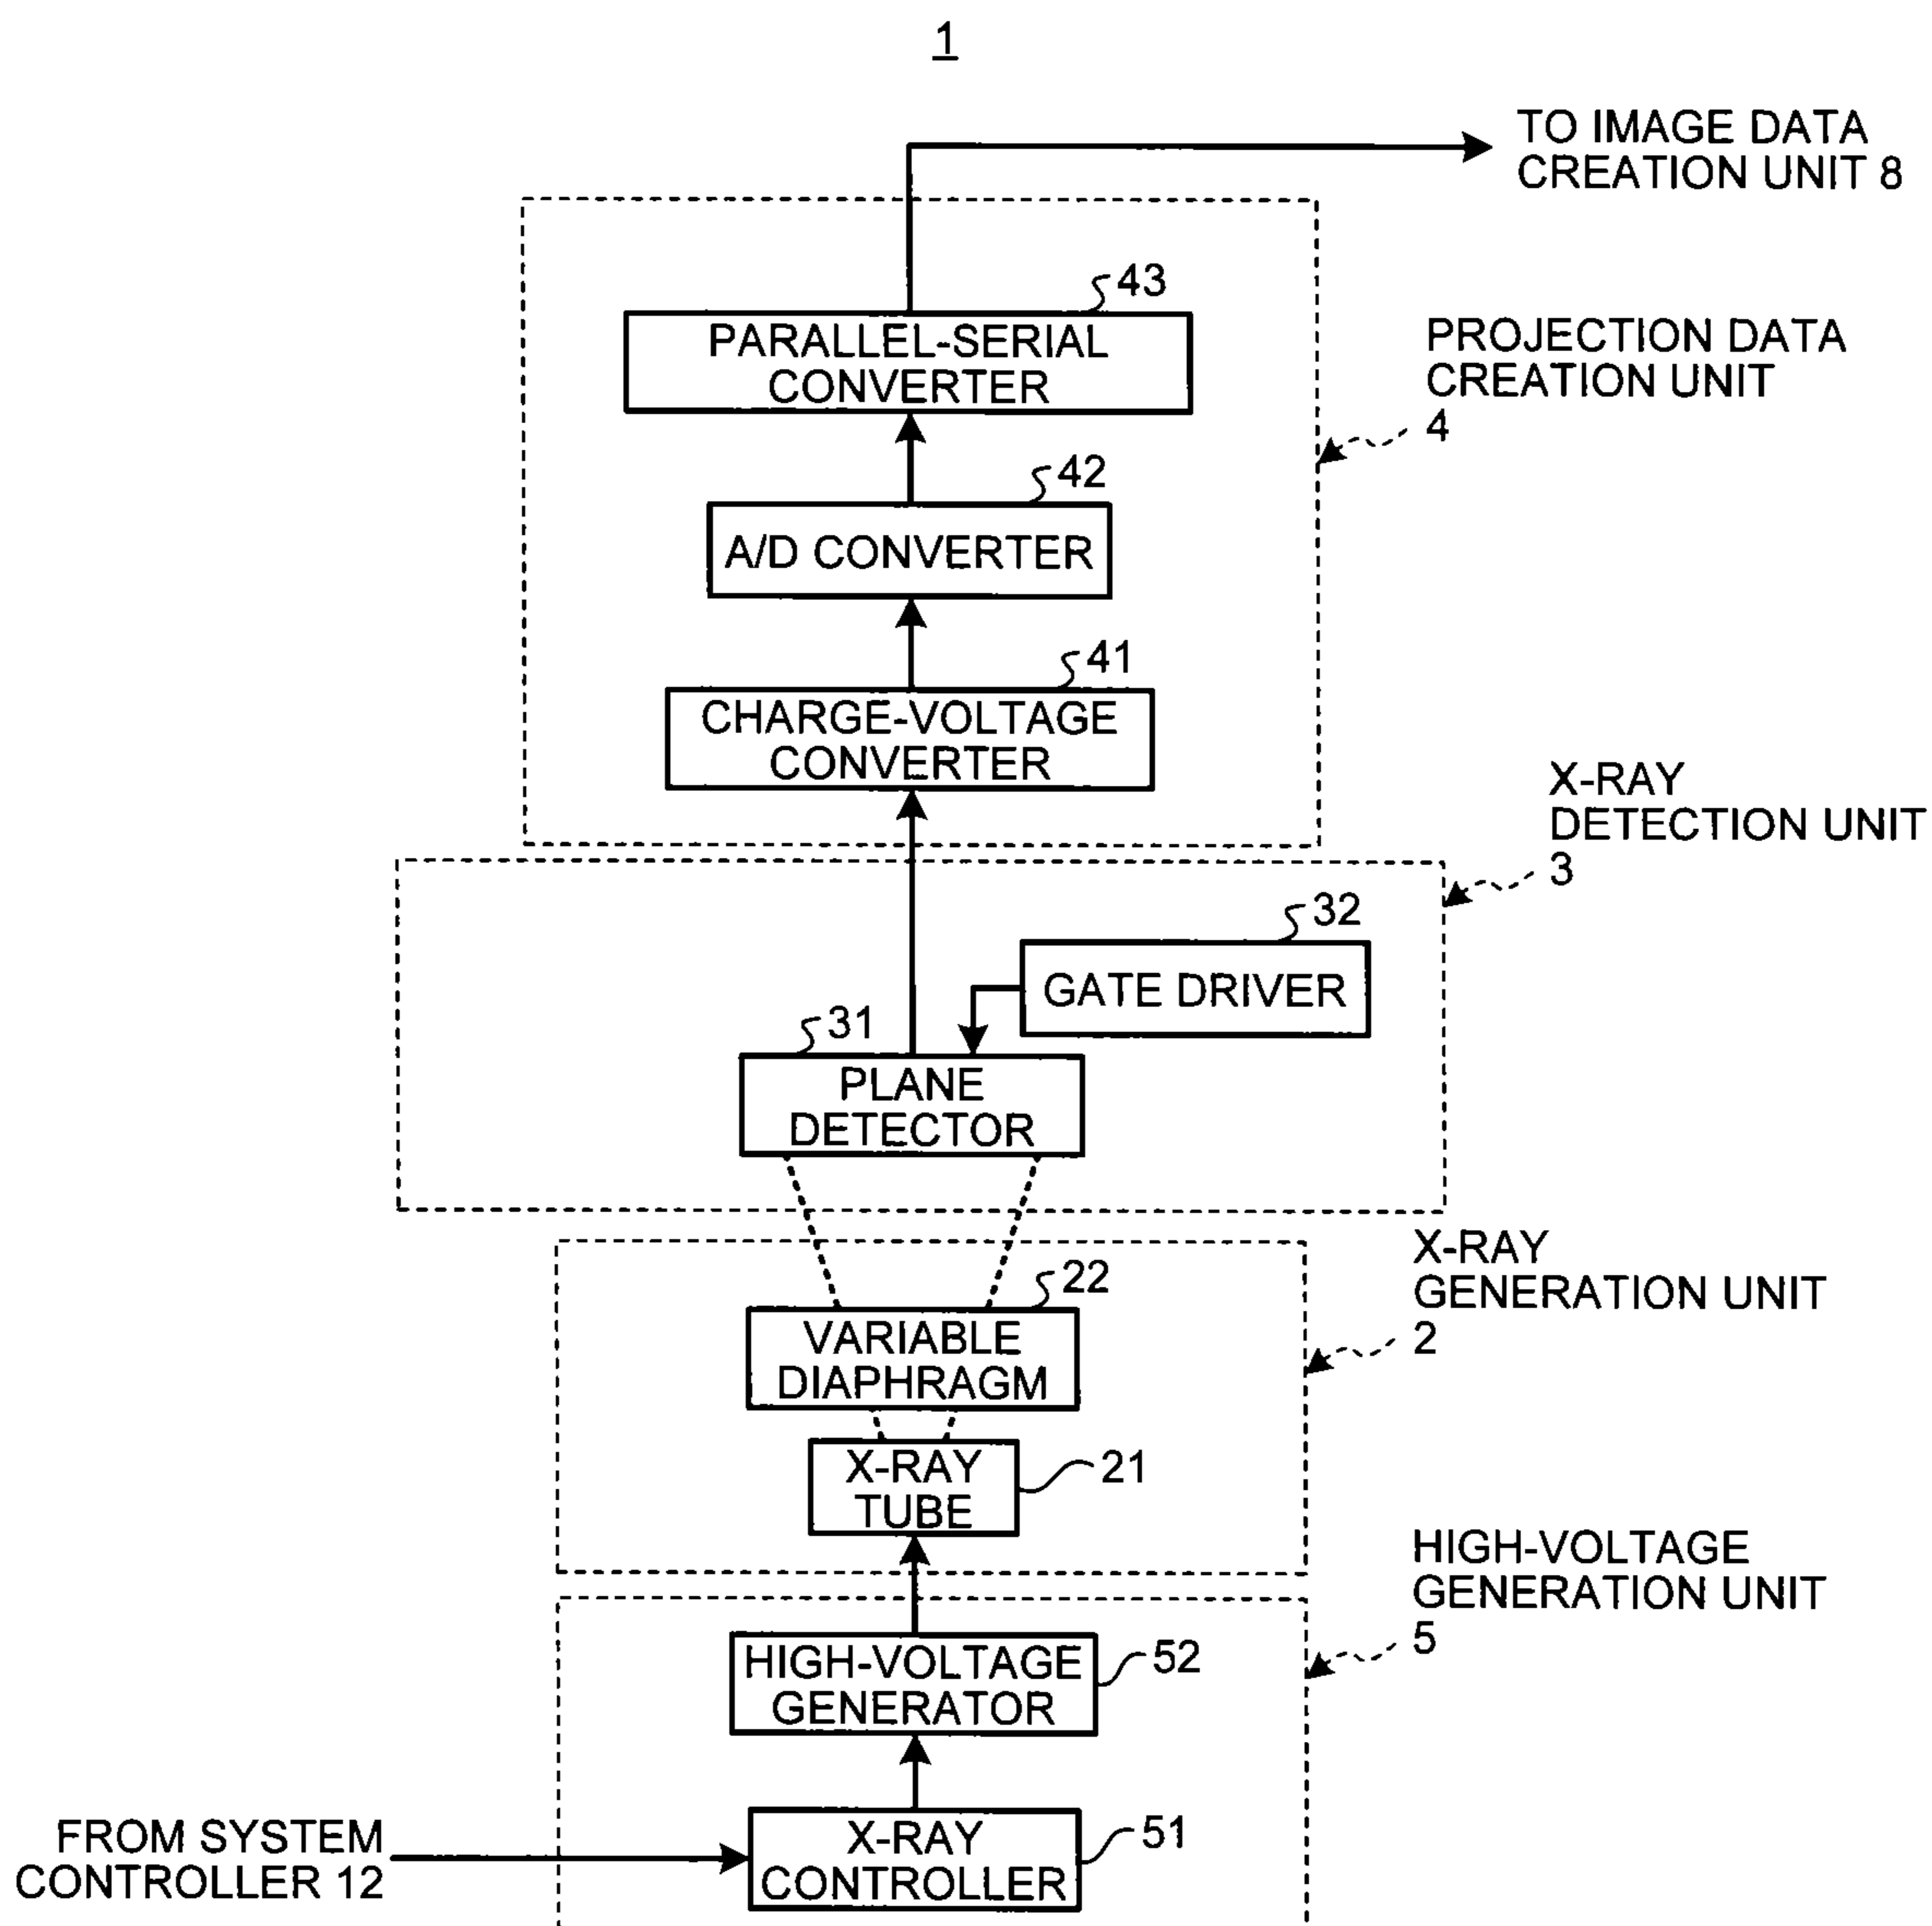 1
TO IMAGE DATA
CREATION UNIT 8
43
PARALLEL-SERIAL
CONVERTER
PROJECTION DATA
CREATION UNIT
4
42
A/D CONVERTER
41
CHARGE-VOLTAGE
CONVERTER
X-RAY
DETECTION UNIT
3
32
GATE DRIVER
31
PLANE
DETECTOR
X-RAY
GENERATION UNIT
2
22
VARIABLE
DIAPHRAGM
X-RAY
TUBE
21
HIGH-VOLTAGE
GENERATION UNIT
5
HIGH-VOLTAGE
GENERATOR
52
FROM SYSTEM
CONTROLLER 12
X-RAY
CONTROLLER
51